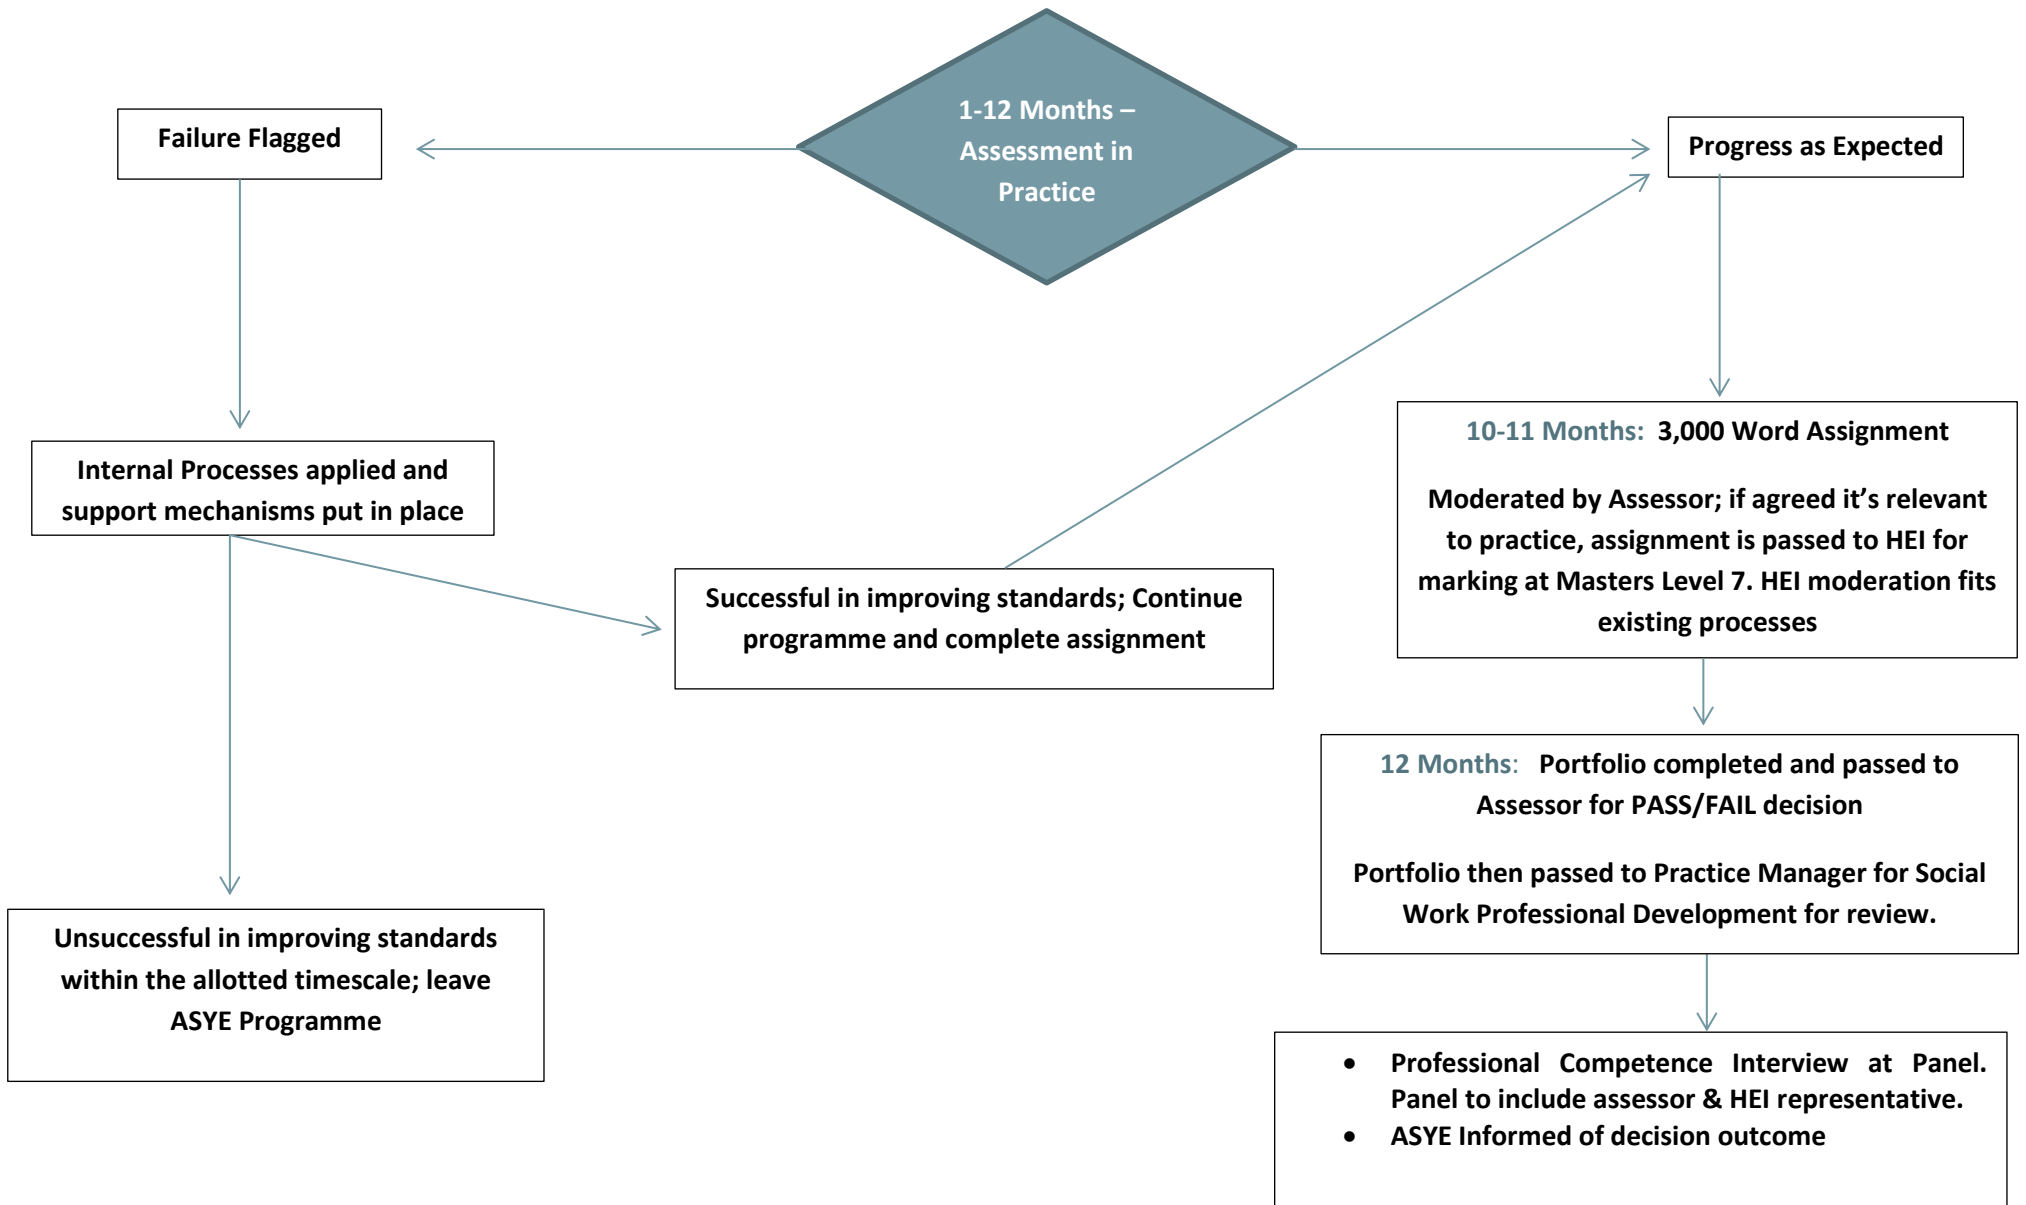 1-12 Months –
Assessment in
Practice
Failure Flagged
Progress as Expected
Internal Processes applied and
support mechanisms put in place
Successful in improving standards; Continue
programme and complete assignment
Unsuccessful in improving standards
within the allotted timescale; leave
ASYE Programme
10-11 Months: 3,000 Word Assignment
Moderated by Assessor; if agreed it’s relevant
to practice, assignment is passed to HEI for
marking at Masters Level 7. HEI moderation fits
existing processes
12 Months: Portfolio completed and passed to
Assessor for PASS/FAIL decision
Portfolio then passed to Practice Manager for Social
Work Professional Development for review.
• Professional Competence Interview at Panel.
Panel to include assessor & HEI representative.
• ASYE Informed of decision outcome